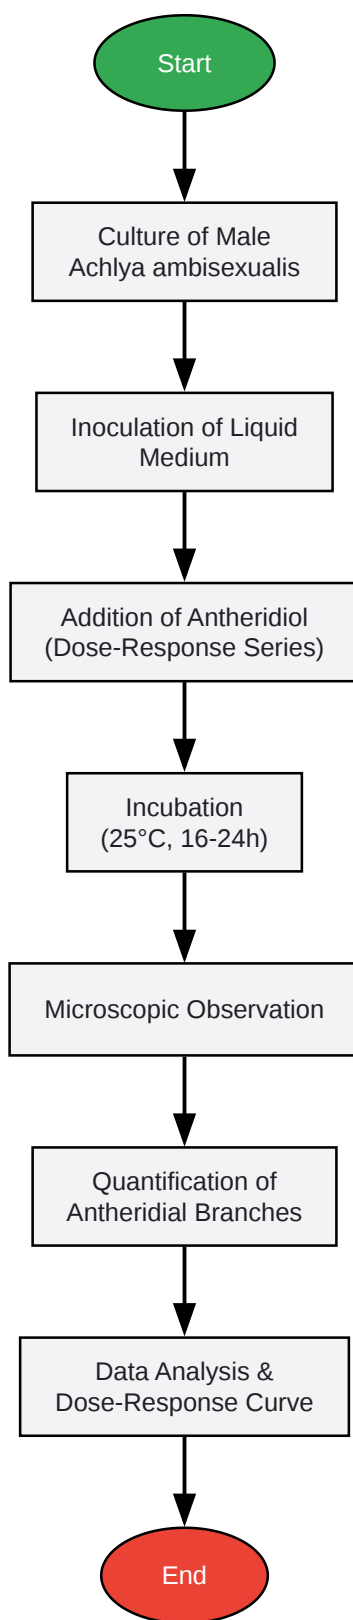 Start
Culture of Male
Achlya ambisexualis
Inoculation of Liquid
Medium
Addition of Antheridiol
(Dose-Response Series)
Incubation
(25°C, 16-24h)
Microscopic Observation
Quantification of
Antheridial Branches
Data Analysis &
Dose-Response Curve
End